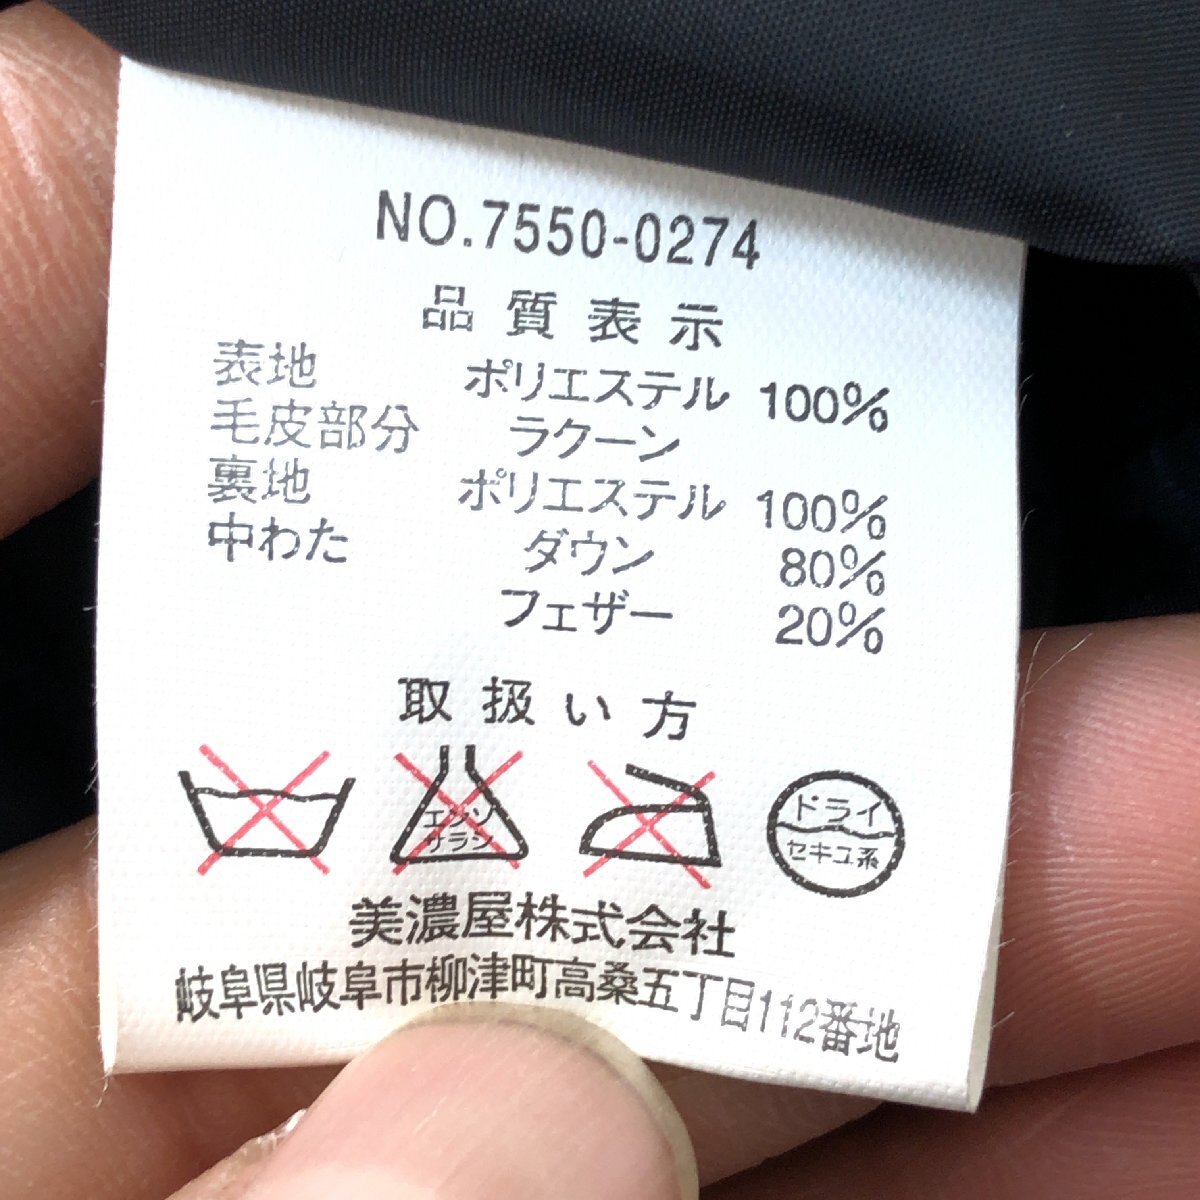 NO.7550-0274
品質表示
表地 ポリエステル 100%
毛皮部分 ラクーン
裏地 ポリエステル 100%
中わた ダウン 80%
フェザー 20%
取扱い方
エンソ
サラシ
ドライ
セキユ系
美濃屋株式会社
岐阜県岐阜市柳津町高桑五丁目112番地